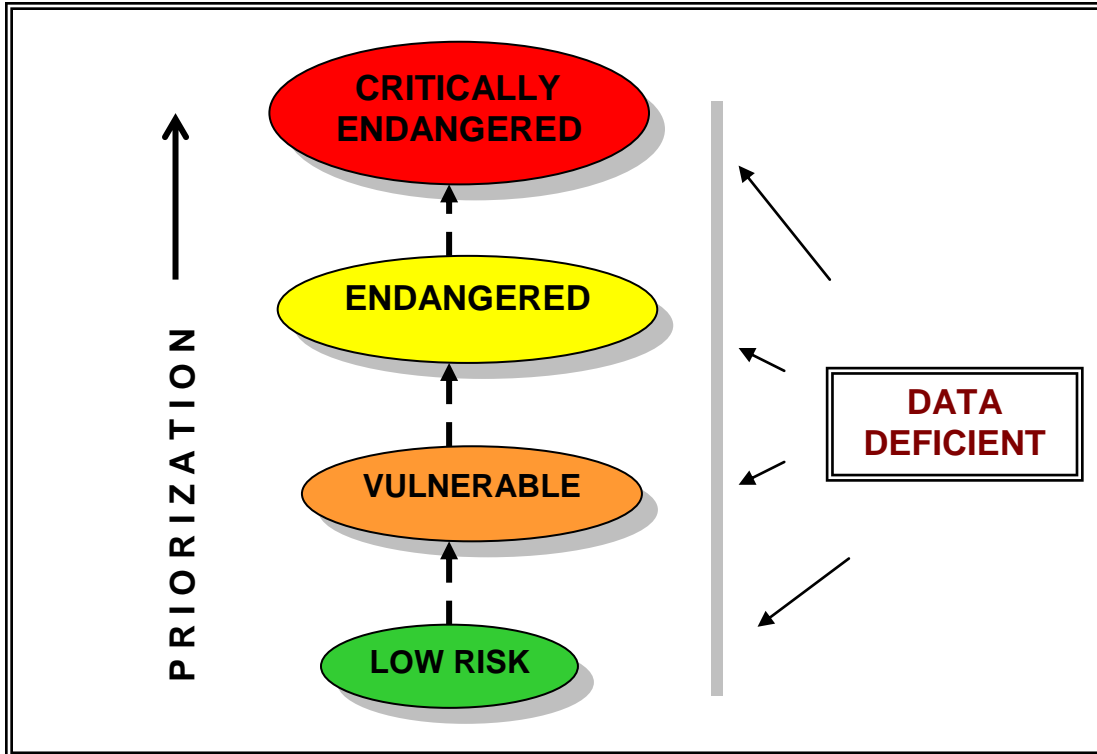 CRITICALLY
ENDANGERED
ENDANGERED
VULNERABLE
LOW RISK
PRIORIZATION
DATA
DEFICIENT